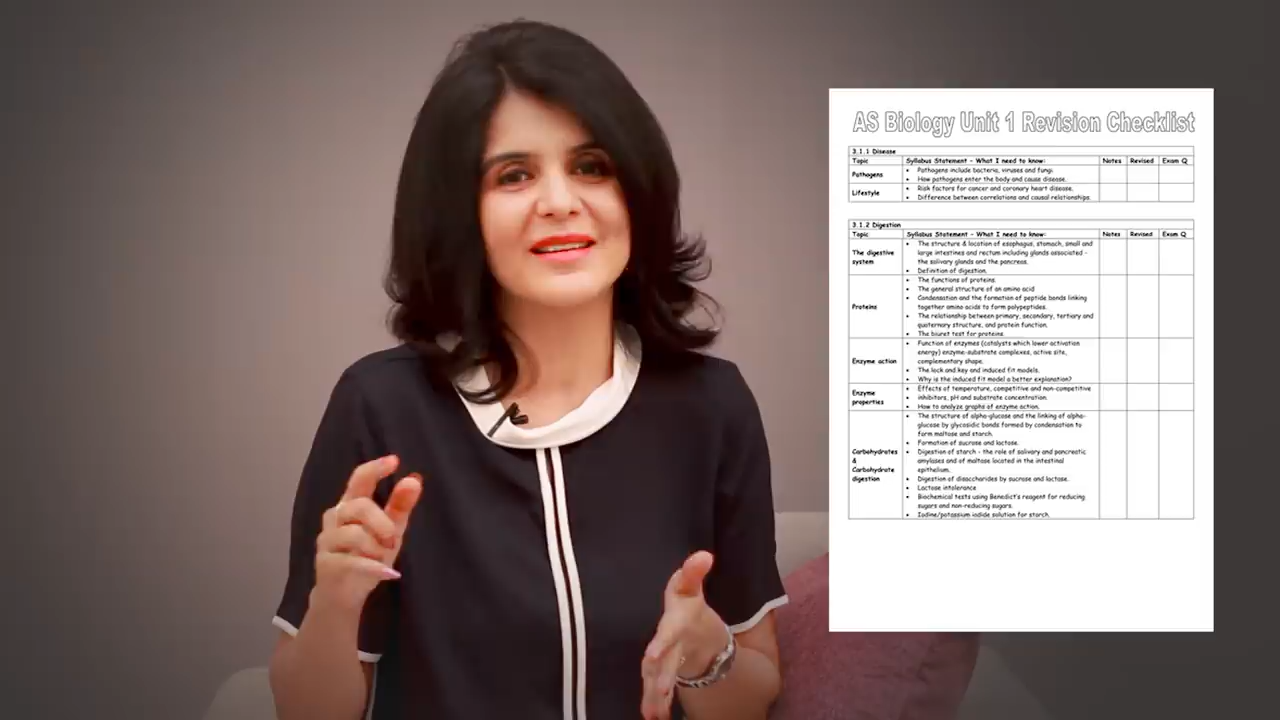 AS Biology Unit 1 Revision Checklist
3.1.1 Disease
Topic Syllabus Statement - What I need to know: Notes Revised Exam Q
Pathogens
• Pathogens include bacteria, viruses and fungi.
• How pathogens enter the body and cause disease.
Lifestyle
• Risk factors for cancer and coronary heart disease.
• Difference between correlations and causal relationships.
3.1.2 Digestion
Topic Syllabus Statement - What I need to know: Notes Revised Exam Q
The digestive
system
• The structure & location of esophagus, stomach, small and
large intestines and rectum including glands associated -
the salivary glands and the pancreas.
• Definition of digestion.
Proteins
• The functions of proteins.
• The general structure of an amino acid
• Condensation and the formation of peptide bonds linking
together amino acids to form polypeptides.
• The relationship between primary, secondary, tertiary and
quaternary structure, and protein function.
• The biuret test for proteins
Enzyme action
• Function of enzymes (catalysts which lower activation
energy) enzyme-substrate complexes, active site,
complementary shape.
• The lock and key and induced fit models.
• Why is the induced fit model a better explanation?
Enzyme
properties
• Effects of temperature, competitive and non-competitive
• inhibitors, pH and substrate concentration.
• How to analyze graphs of enzyme action.
Carbohydrates
&
Carbohydrate
digestion
• The structure of alpha-glucose and the linking of alpha-
glucose by glycosidic bonds formed by condensation to
form maltose and starch.
• Formation of sucrose and lactose.
• Digestion of starch - the role of salivary and pancreatic
amylases and of maltase located in the intestinal
epithelium.
• Digestion of disaccharides by sucrose and lactose.
• Lactose intolerance
• Biochemical tests using Benedict's reagent for reducing
sugars and non-reducing sugars.
• Iodine/potassium iodide solution for starch.